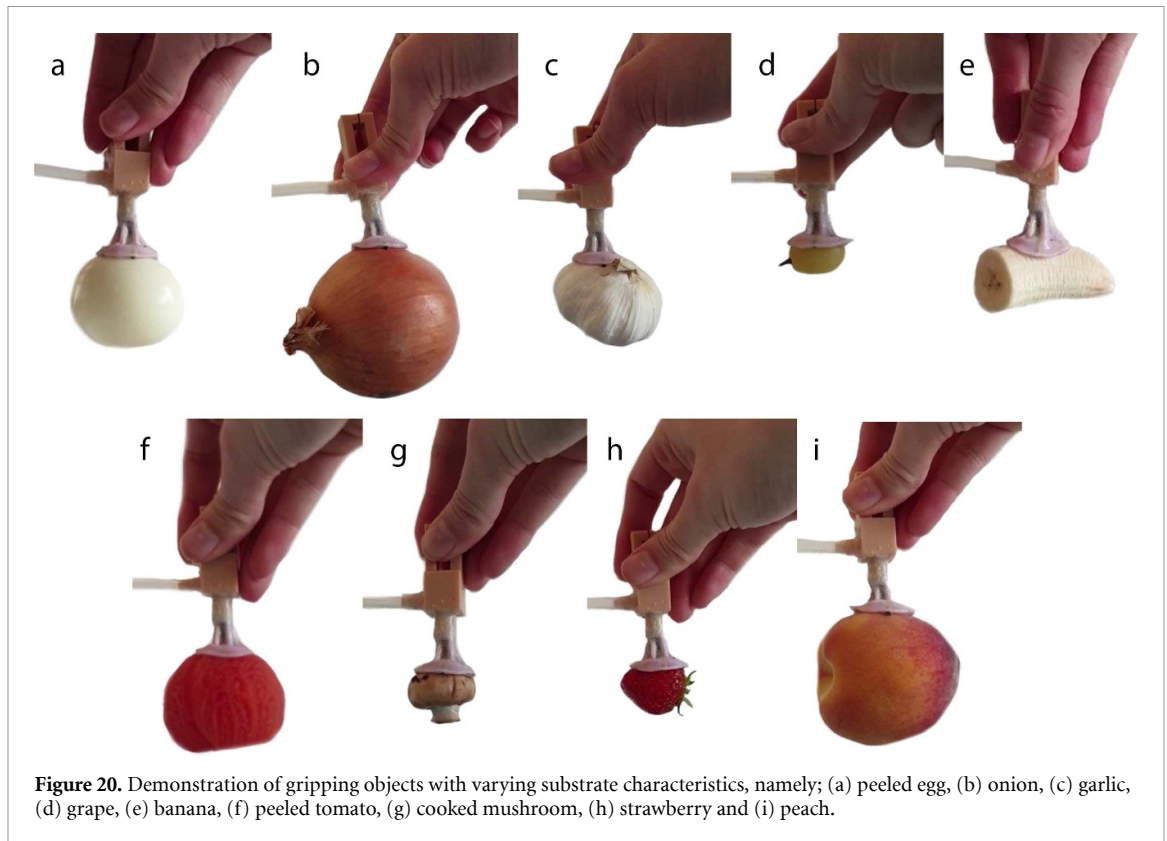 a b c d e
f g h i
Figure 20. Demonstration of gripping objects with varying substrate characteristics, namely; (a) peeled egg, (b) onion, (c) garlic,
(d) grape, (e) banana, (f) peeled tomato, (g) cooked mushroom, (h) strawberry and (i) peach.